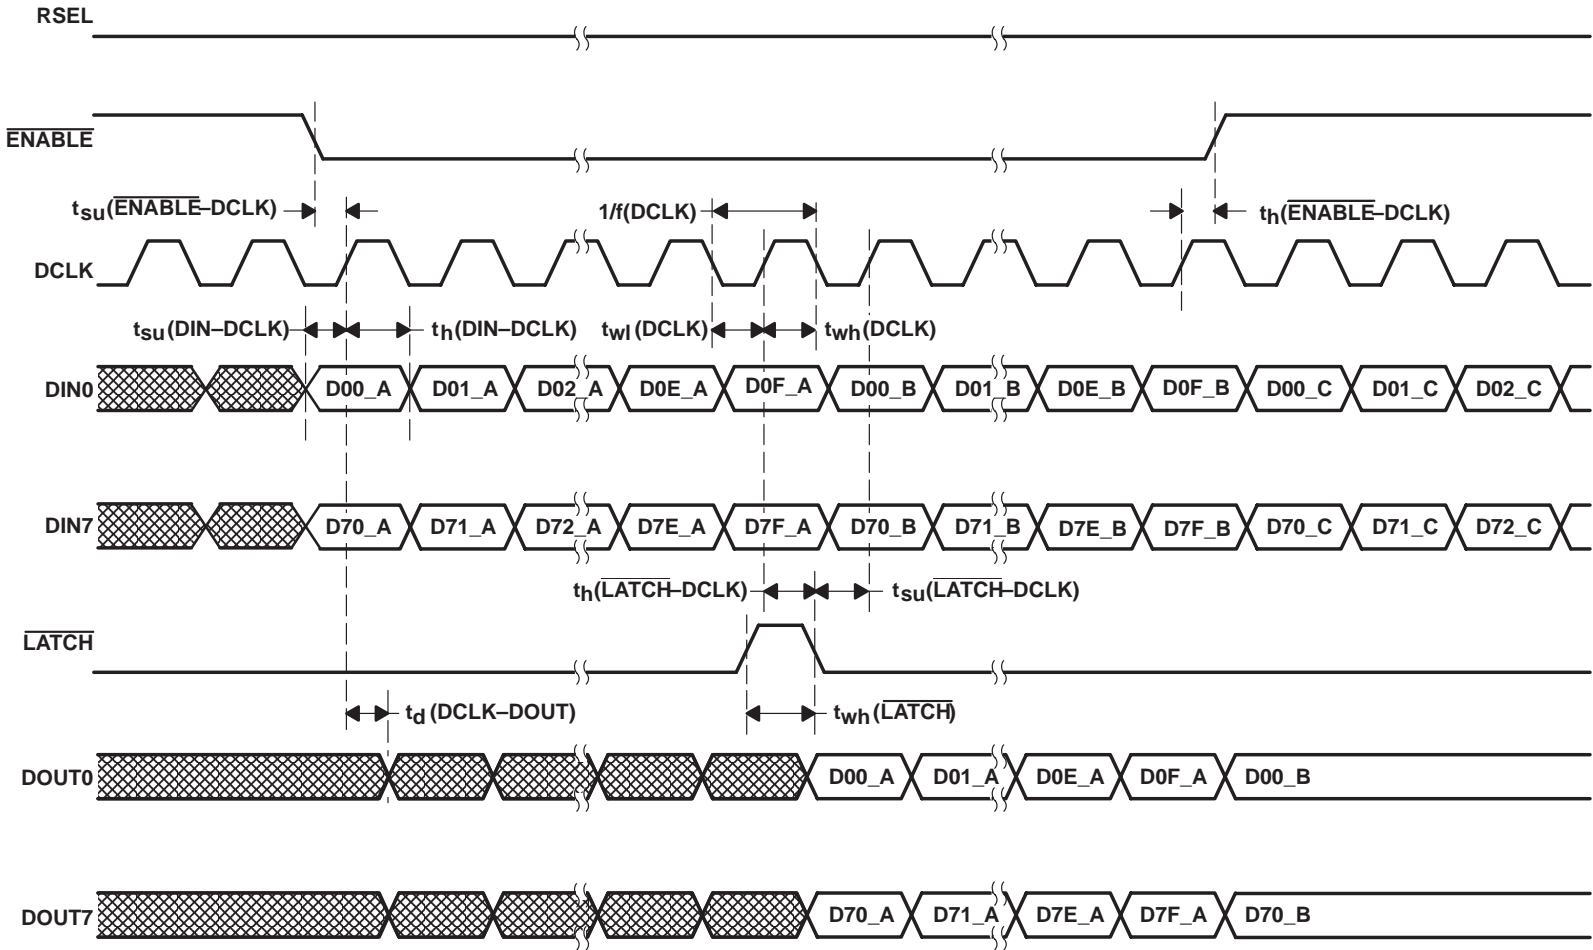 RSEL
ENABLE
tsu(ENABLE–DCLK)
1/f(DCLK)
th(ENABLE–DCLK)
DCLK
tsu(DIN–DCLK)
th(DIN–DCLK)
twl(DCLK)
twh(DCLK)
DIN0
D00_A
D01_A
D02_A
D0E_A
D0F_A
D00_B
D01_B
D0E_B
D0F_B
D00_C
D01_C
D02_C
DIN7
D70_A
D71_A
D72_A
D7E_A
D7F_A
D70_B
D71_B
D7E_B
D7F_B
D70_C
D71_C
D72_C
th(LATCH–DCLK)
tsu(LATCH–DCLK)
LATCH
td(DCLK–DOUT)
twh(LATCH)
DOUT0
D00_A
D01_A
D0E_A
D0F_A
D00_B
DOUT7
D70_A
D71_A
D7E_A
D7F_A
D70_B